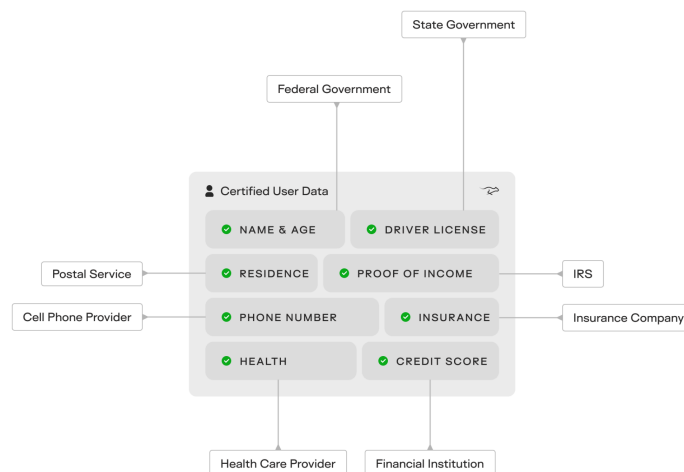 State Government
Federal Government
Certified User Data
NAME & AGE
DRIVER LICENSE
Postal Service
RESIDENCE
PROOF OF INCOME
IRS
Cell Phone Provider
PHONE NUMBER
INSURANCE
Insurance Company
HEALTH
CREDIT SCORE
Health Care Provider
Financial Institution